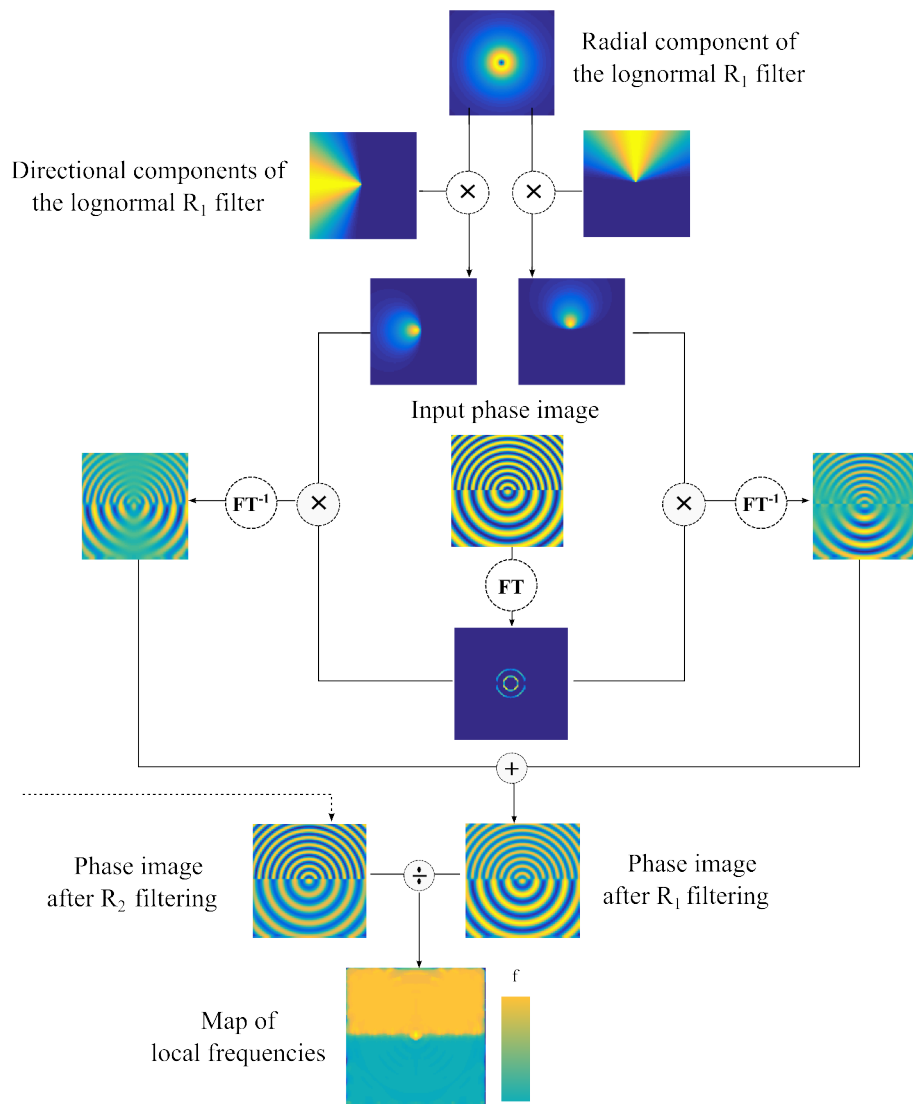 Radial component of
the lognormal R₁ filter
Directional components of
the lognormal R₁ filter
×
×
Input phase image
FT⁻¹
×
×
FT⁻¹
FT
+
Phase image
after R₂ filtering
÷
Phase image
after R₁ filtering
f
Map of
local frequencies